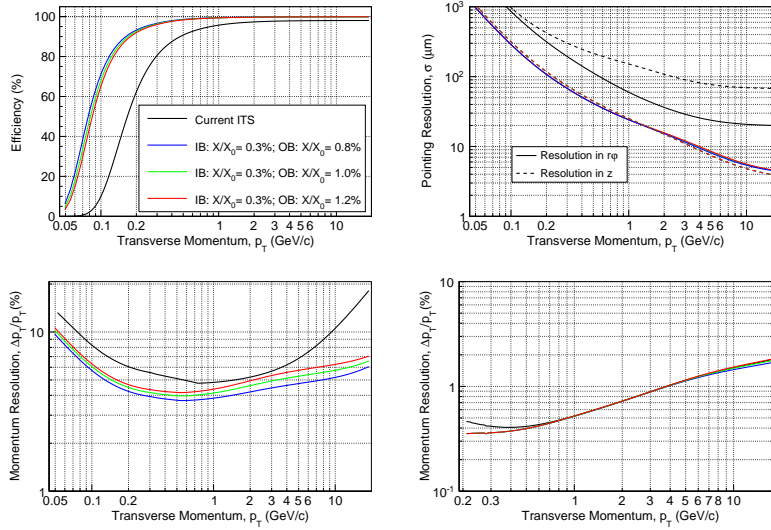 Efficiency (%)
100
80
60
40
20
0
Current ITS
IB: X/X0= 0.3%; OB: X/X0= 0.8%
IB: X/X0= 0.3%; OB: X/X0= 1.0%
IB: X/X0= 0.3%; OB: X/X0= 1.2%
0.05 0.1 0.2 1 2 3 4 5 6 10
Transverse Momentum, pT (GeV/c)
Pointing Resolution, σ (µm)
10³
10²
10
1
Resolution in rφ
Resolution in z
0.05 0.1 0.2 0.3 1 2 3 4 5 6 10
Transverse Momentum, pT (GeV/c)
Momentum Resolution, ΔpT/pT(%)
10
1
0.05 0.1 0.2 1 2 3 4 5 6 10
Transverse Momentum, pT (GeV/c)
Momentum Resolution, ΔpT/pT(%)
10
1
10⁻¹
0.2 0.3 1 2 3 4 5 6 7 8 10
Transverse Momentum, pT (GeV/c)